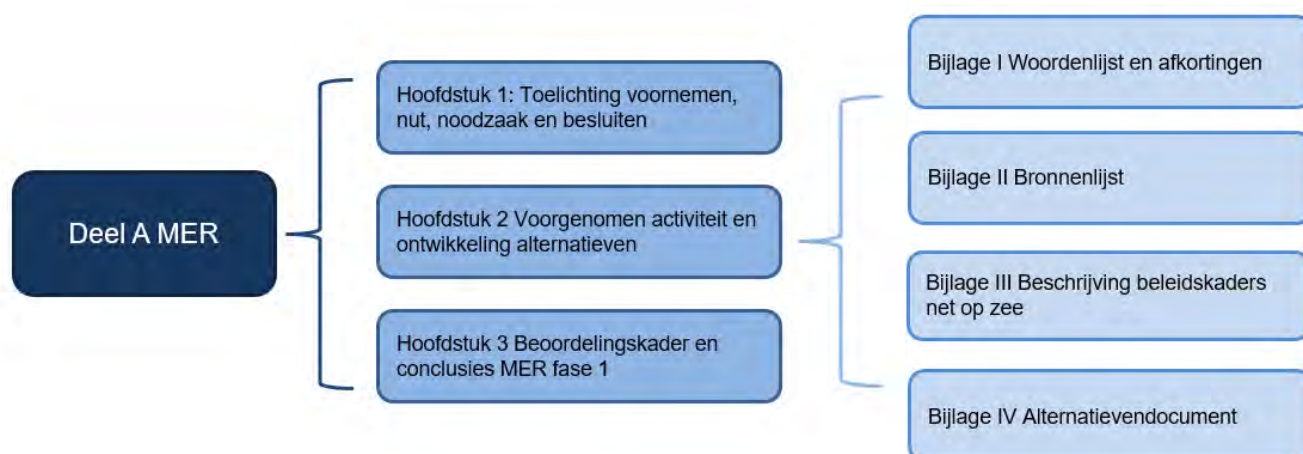 Deel A MER
Hoofdstuk 1: Toelichting voornemen,
nut, noodzaak en besluiten
Hoofdstuk 2 Voorgenomen activiteit en
ontwikkeling alternatieven
Hoofdstuk 3 Beoordelingskader en
conclusies MER fase 1
Bijlage I Woordenlijst en afkortingen
Bijlage II Bronnenlijst
Bijlage III Beschrijving beleidskaders
net op zee
Bijlage IV Alternatievendocument